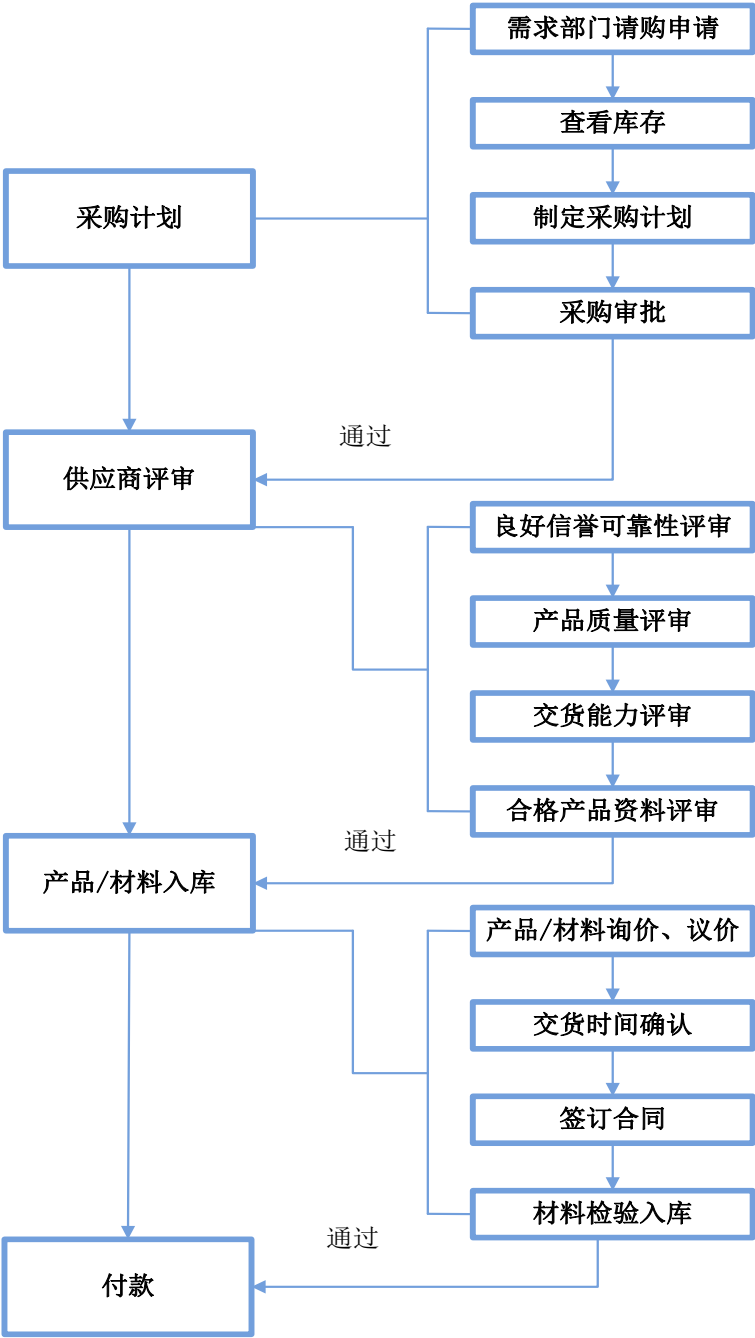 需求部门请购申请
查看库存
采购计划
制定采购计划
采购审批
通过
供应商评审
良好信誉可靠性评审
产品质量评审
交货能力评审
合格产品资料评审
通过
产品/材料入库
产品/材料询价、议价
交货时间确认
签订合同
材料检验入库
通过
付款